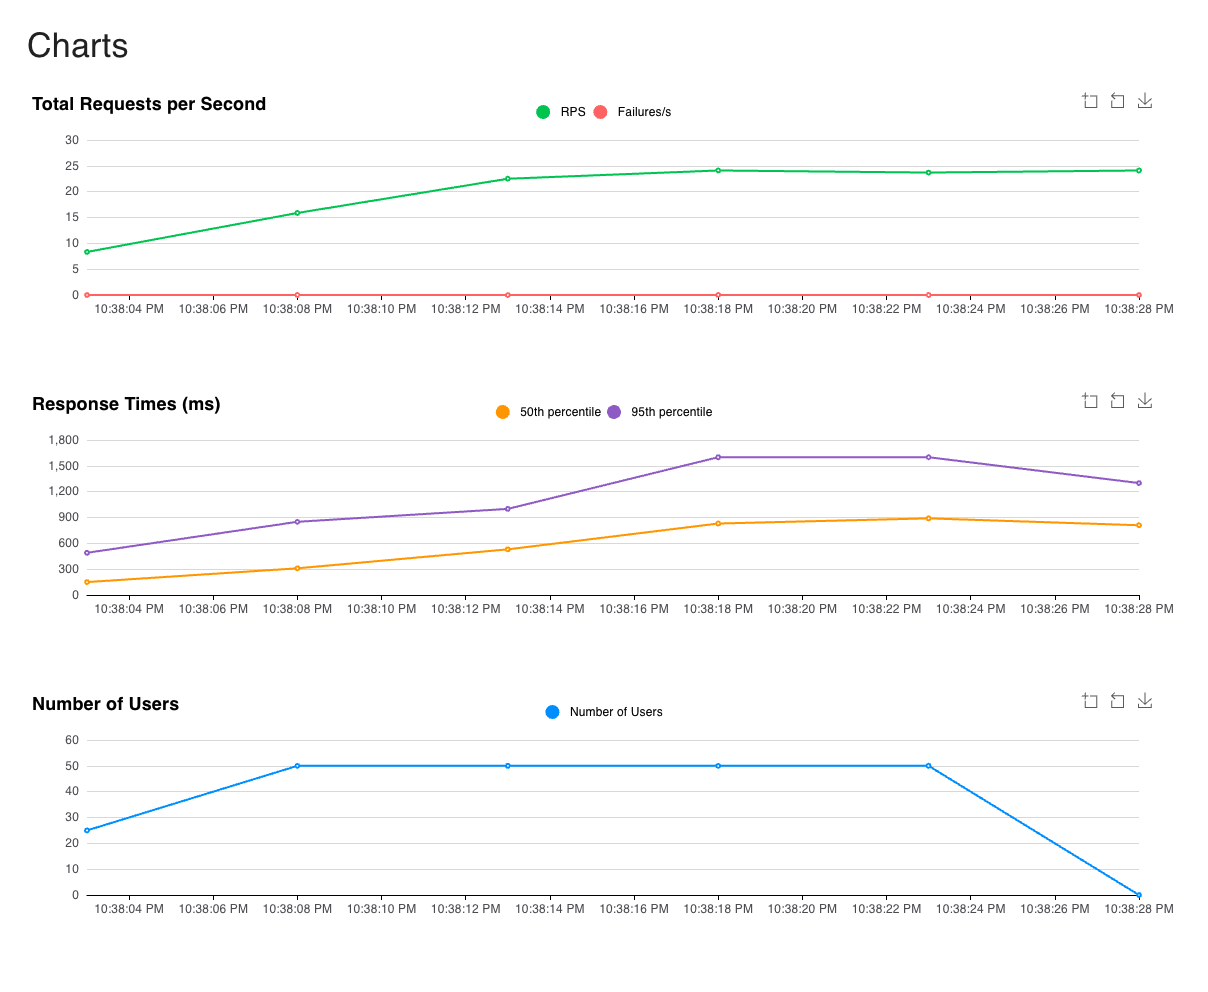 Charts
Total Requests per Second
RPS Failures/s
30
25
20
15
10
5
0
10:38:04 PM 10:38:06 PM 10:38:08 PM 10:38:10 PM 10:38:12 PM 10:38:14 PM 10:38:16 PM 10:38:18 PM 10:38:20 PM 10:38:22 PM 10:38:24 PM 10:38:26 PM 10:38:28 PM
Response Times (ms)
50th percentile 95th percentile
1,800
1,500
1,200
900
600
300
0
10:38:04 PM 10:38:06 PM 10:38:08 PM 10:38:10 PM 10:38:12 PM 10:38:14 PM 10:38:16 PM 10:38:18 PM 10:38:20 PM 10:38:22 PM 10:38:24 PM 10:38:26 PM 10:38:28 PM
Number of Users
Number of Users
60
50
40
30
20
10
0
10:38:04 PM 10:38:06 PM 10:38:08 PM 10:38:10 PM 10:38:12 PM 10:38:14 PM 10:38:16 PM 10:38:18 PM 10:38:20 PM 10:38:22 PM 10:38:24 PM 10:38:26 PM 10:38:28 PM